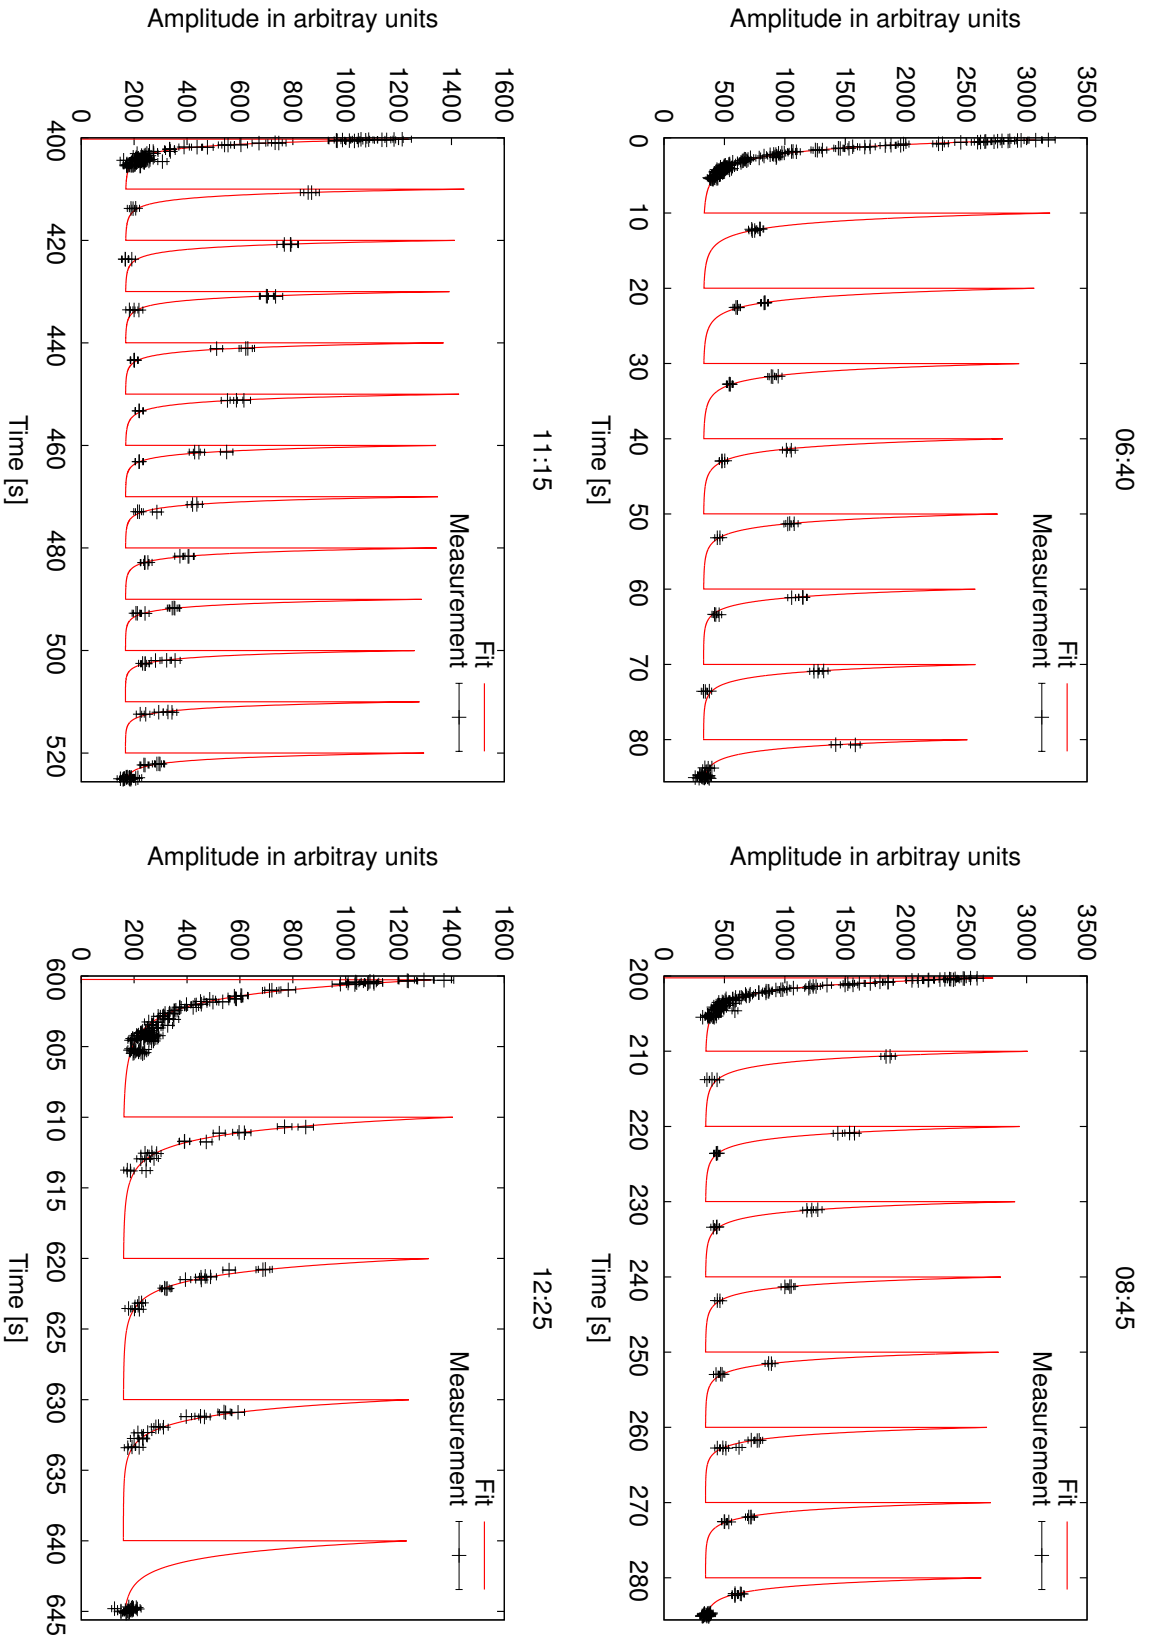 06:40
Amplitude in arbitray units
3500
3000
2500
2000
1500
1000
500
0
0 10 20 30 40 50 60 70 80
Time [s]
Fit
Measurement
08:45
Amplitude in arbitray units
3500
3000
2500
2000
1500
1000
500
0
200 210 220 230 240 250 260 270 280
Time [s]
Fit
Measurement
11:15
Amplitude in arbitray units
1600
1400
1200
1000
800
600
400
200
0
400 420 440 460 480 500 520
Time [s]
Fit
Measurement
12:25
Amplitude in arbitray units
1600
1400
1200
1000
800
600
400
200
0
600 605 610 615 620 625 630 635 640 645
Time [s]
Fit
Measurement